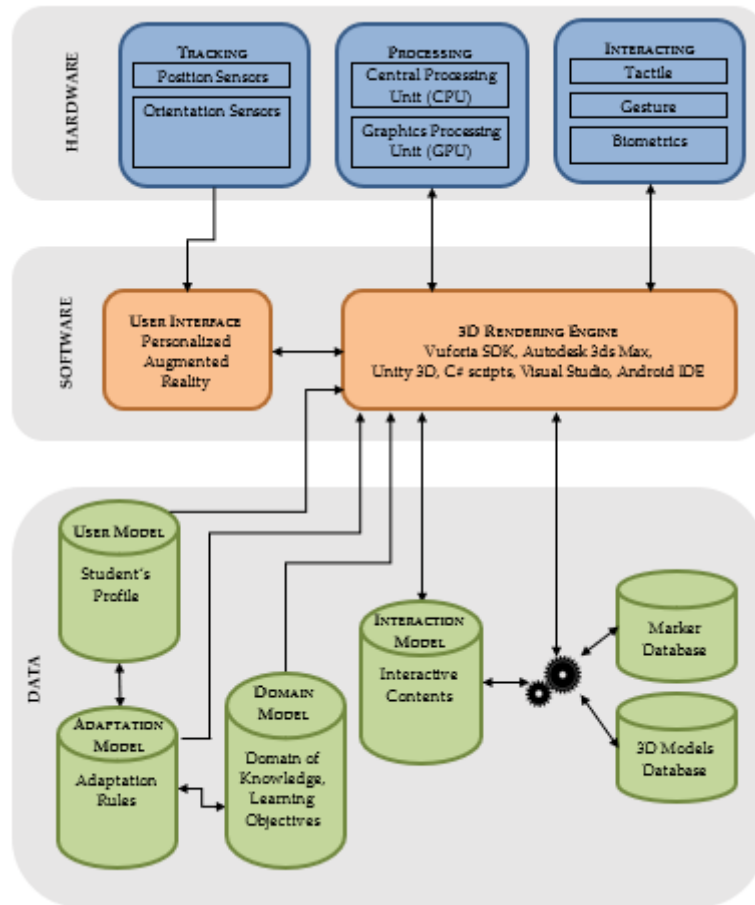 HARDWARE
TRACKING
Position Sensors
Orientation Sensors
PROCESSING
Central Processing
Unit (CPU)
Graphics Processing
Unit (GPU)
INTERACTING
Tactile
Gesture
Biometrics
SOFTWARE
USER INTERFACE
Personalized
Augmented
Reality
3D RENDERING ENGINE
Vuforia SDK, Autodesk 3ds Max,
Unity 3D, C# scripts, Visual Studio, Android IDE
DATA
USER MODEL
Student's
Profile
ADAPTATION
MODEL
Adaptation
Rules
DOMAIN
MODEL
Domain of
Knowledge,
Learning
Objectives
INTERACTION
MODEL
Interactive
Contents
Marker
Database
3D Models
Database